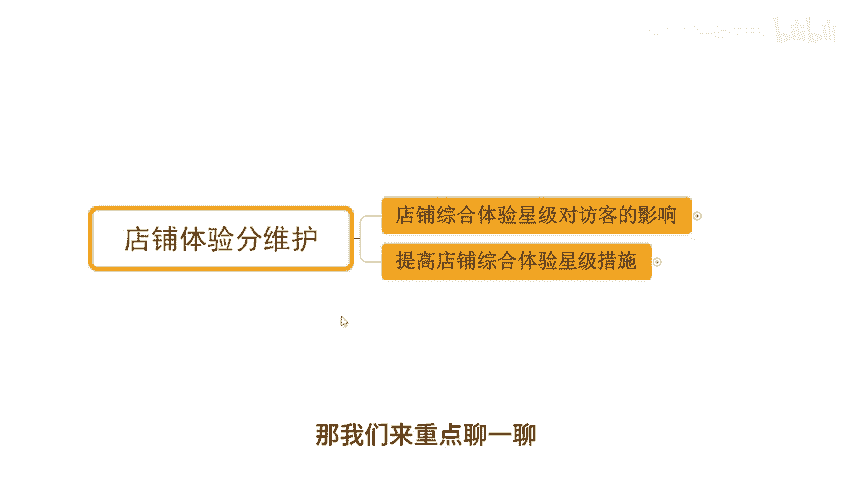 店铺综合体验星级对访客的影响
店铺体验分维护
提高店铺综合体验星级措施
那我们来重点聊一聊